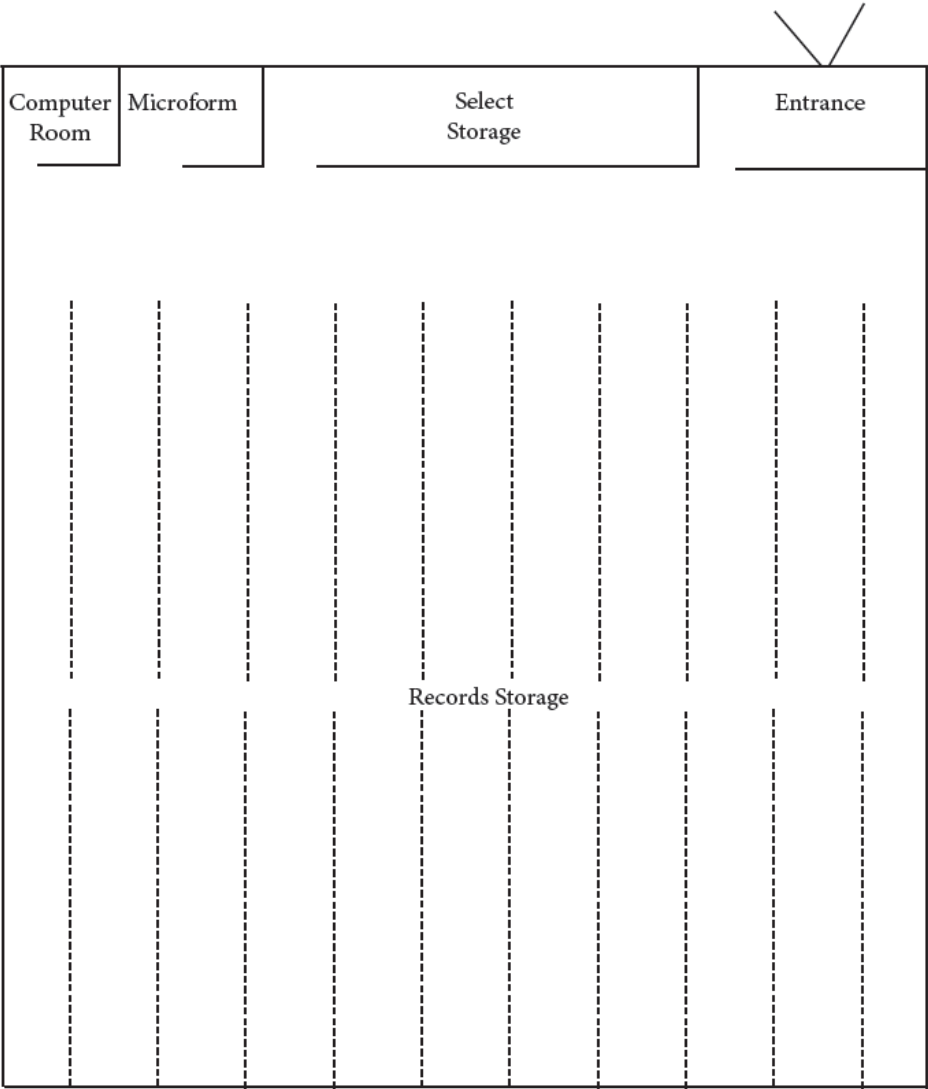 Computer
Room
Microform
Select
Storage
Entrance
Records Storage